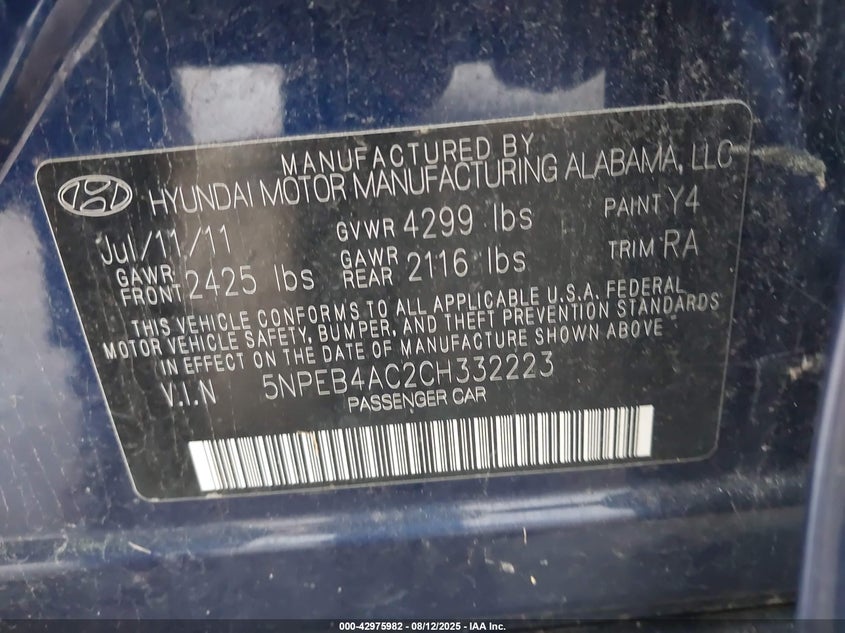 MANUFACTURED BY
HYUNDAI MOTOR MANUFACTURING ALABAMA, LLC
Jul/11/11 GVWR 4299 lbs PAINT Y4
GAWR FRONT 2425 lbs GAWR REAR 2116 lbs TRIM RA
THIS VEHICLE CONFORMS TO ALL APPLICABLE U.S.A. FEDERAL
MOTOR VEHICLE SAFETY, BUMPER, AND THEFT PREVENTION STANDARDS
IN EFFECT ON THE DATE OF MANUFACTURE SHOWN ABOVE
V.I.N 5NPEB4AC2CH332223
PASSENGER CAR
000-42975982 - 08/12/2025 - IAA Inc.